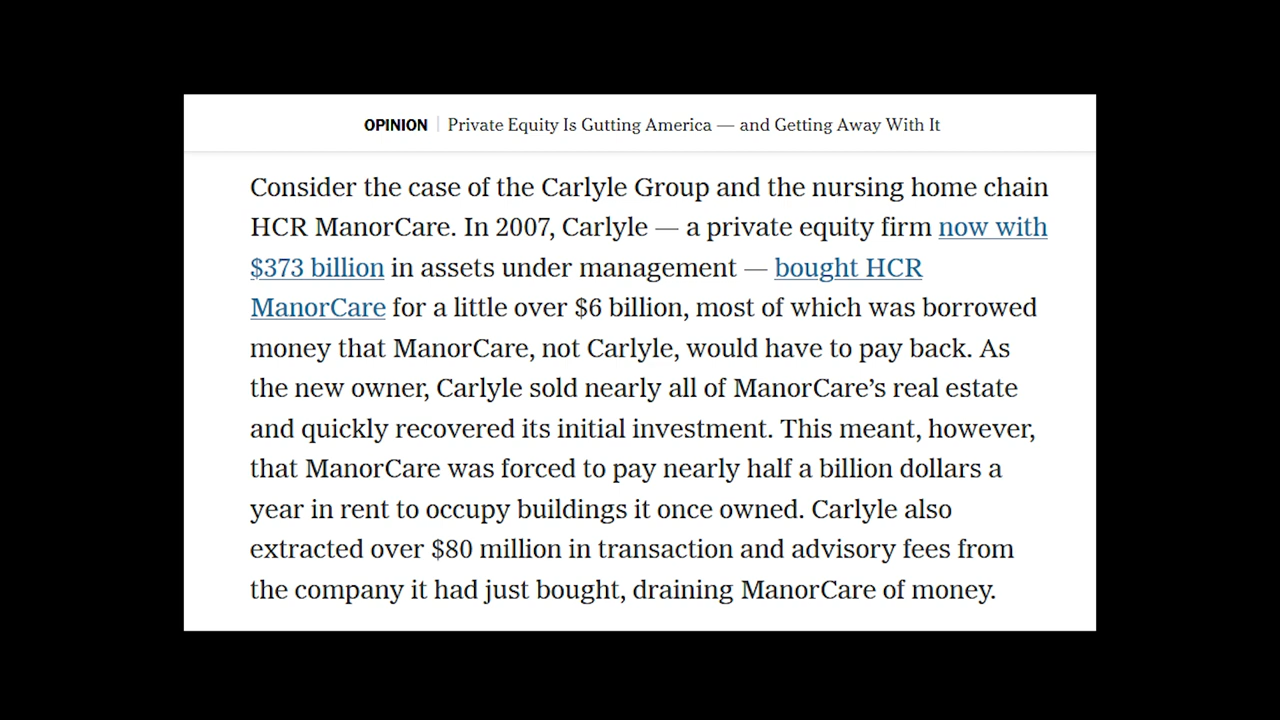 OPINION | Private Equity Is Gutting America — and Getting Away With It
Consider the case of the Carlyle Group and the nursing home chain
HCR ManorCare. In 2007, Carlyle — a private equity firm now with
$373 billion in assets under management — bought HCR
ManorCare for a little over $6 billion, most of which was borrowed
money that ManorCare, not Carlyle, would have to pay back. As
the new owner, Carlyle sold nearly all of ManorCare’s real estate
and quickly recovered its initial investment. This meant, however,
that ManorCare was forced to pay nearly half a billion dollars a
year in rent to occupy buildings it once owned. Carlyle also
extracted over $80 million in transaction and advisory fees from
the company it had just bought, draining ManorCare of money.